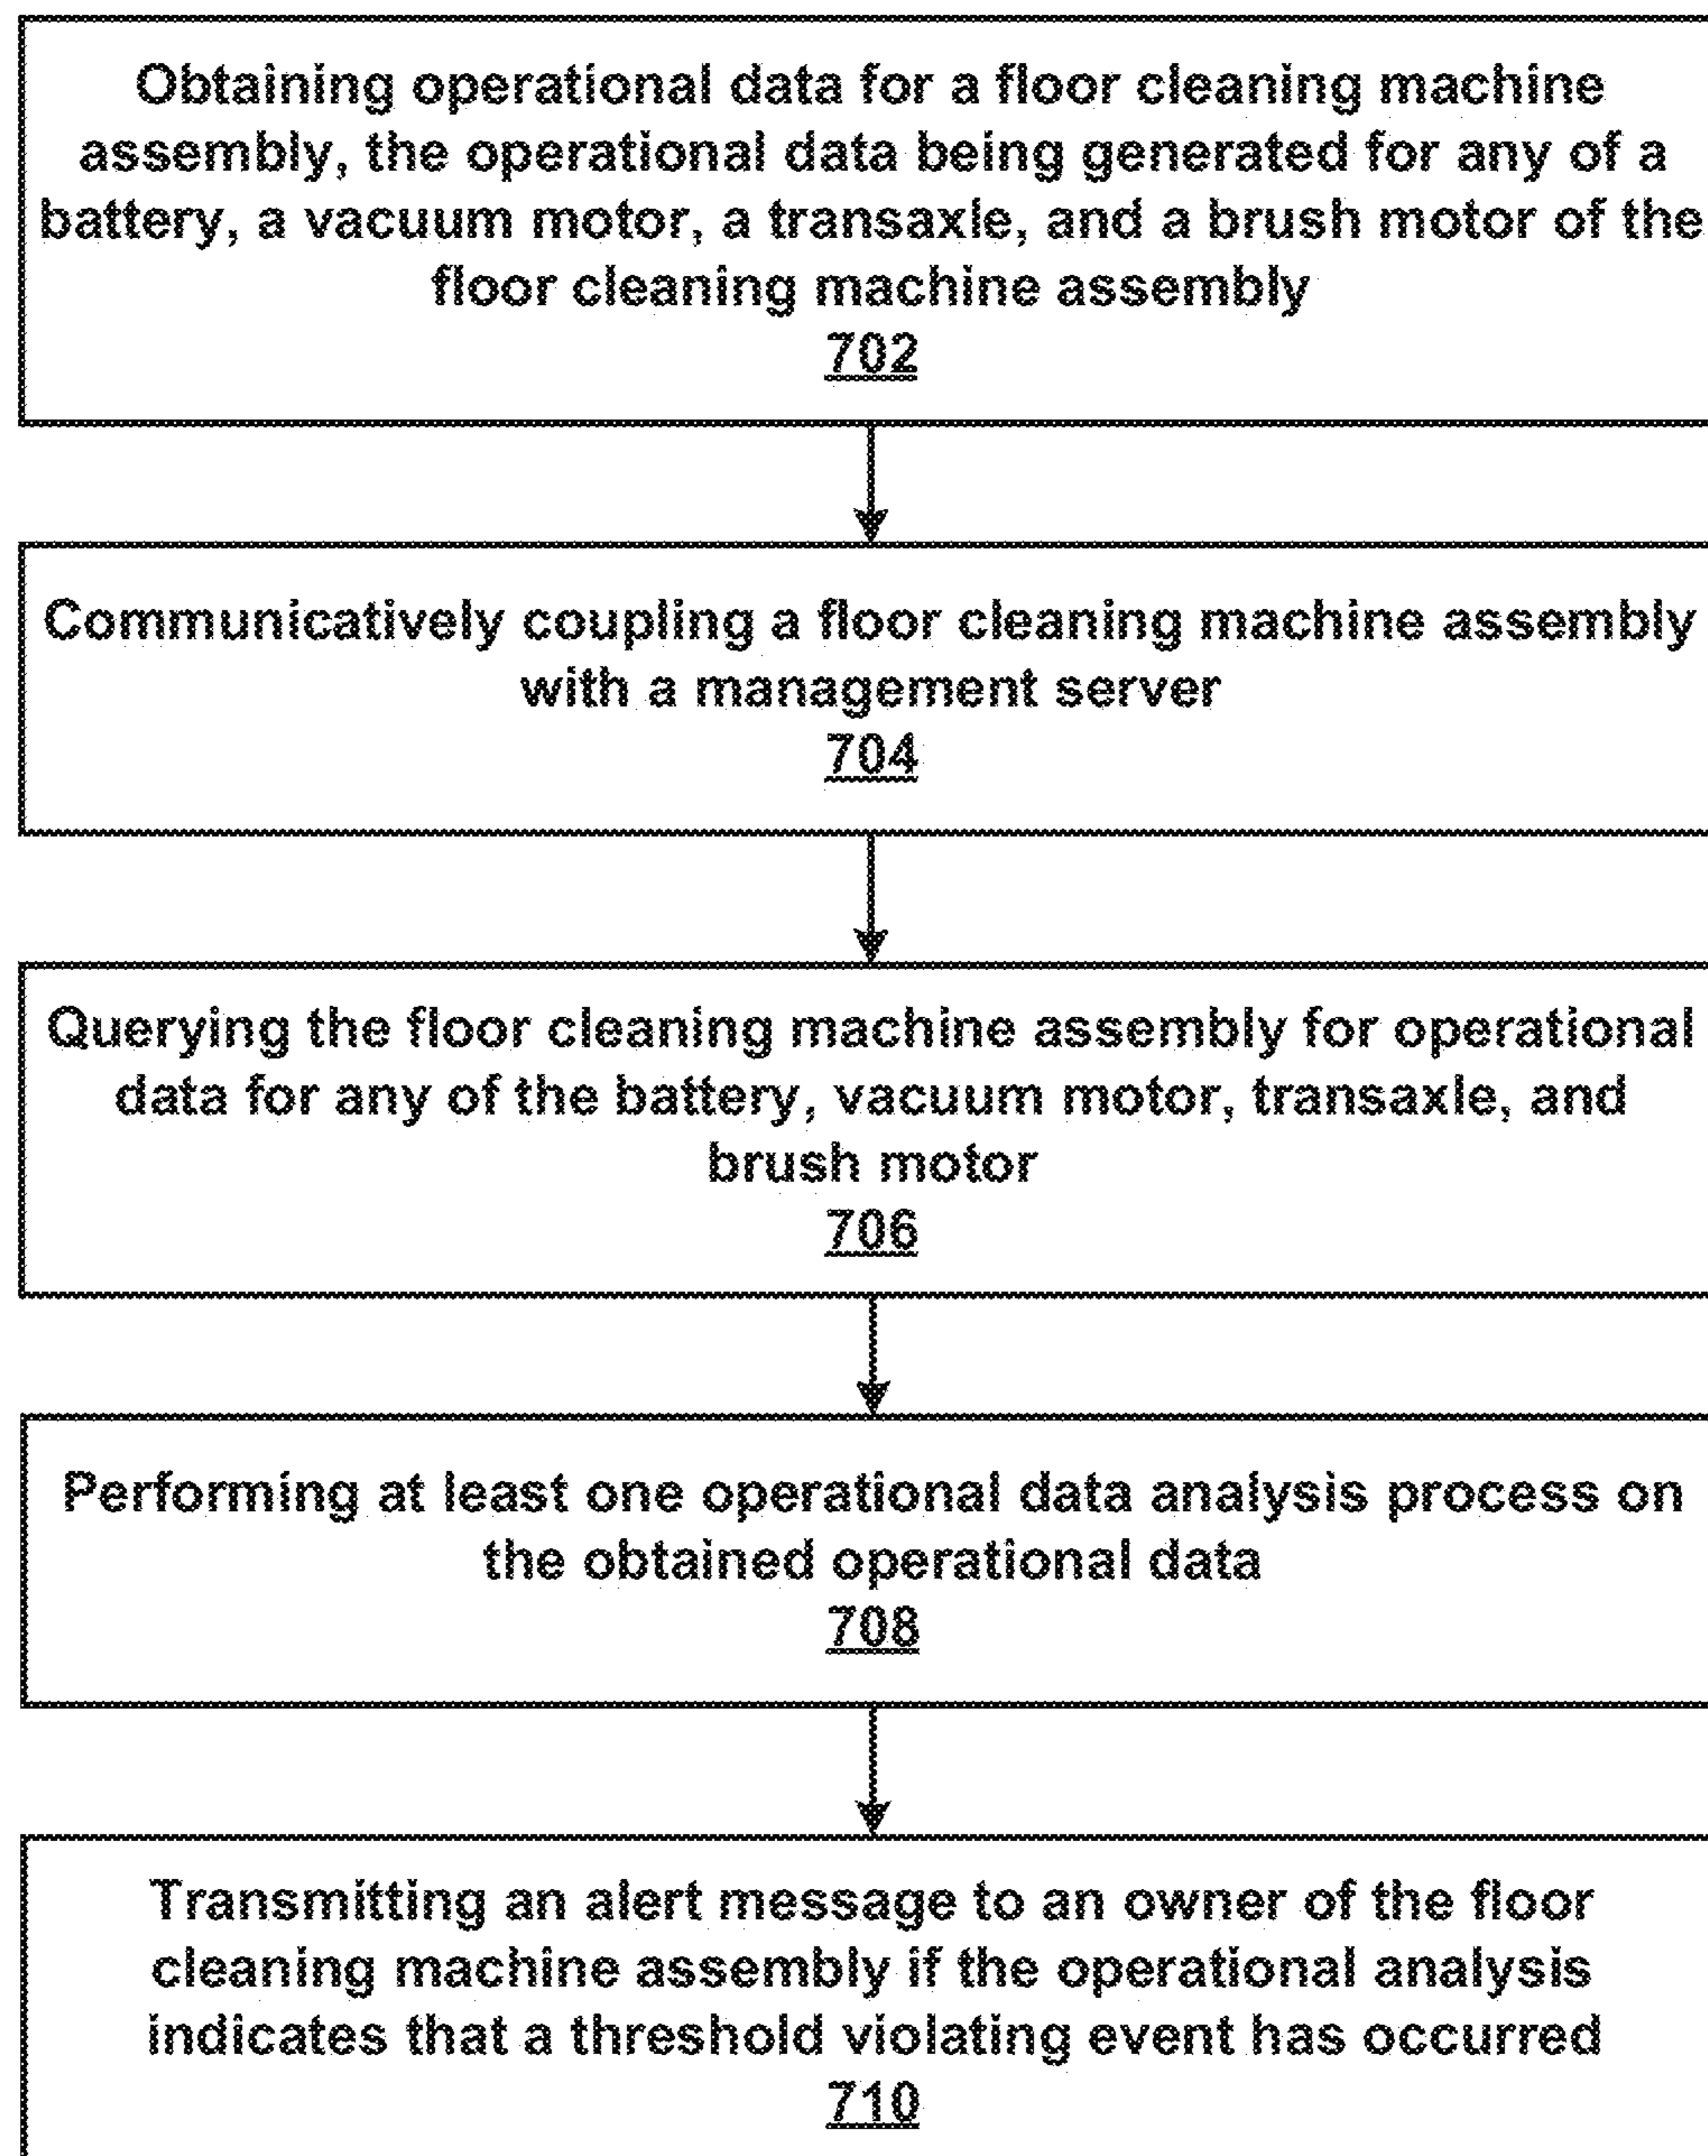 Obtaining operational data for a floor cleaning machine
assembly, the operational data being generated for any of a
battery, a vacuum motor, a transaxle, and a brush motor of the
floor cleaning machine assembly
702
Communicatively coupling a floor cleaning machine assembly
with a management server
704
Querying the floor cleaning machine assembly for operational
data for any of the battery, vacuum motor, transaxle, and
brush motor
706
Performing at least one operational data analysis process on
the obtained operational data
708
Transmitting an alert message to an owner of the floor
cleaning machine assembly if the operational analysis
indicates that a threshold violating event has occurred
710